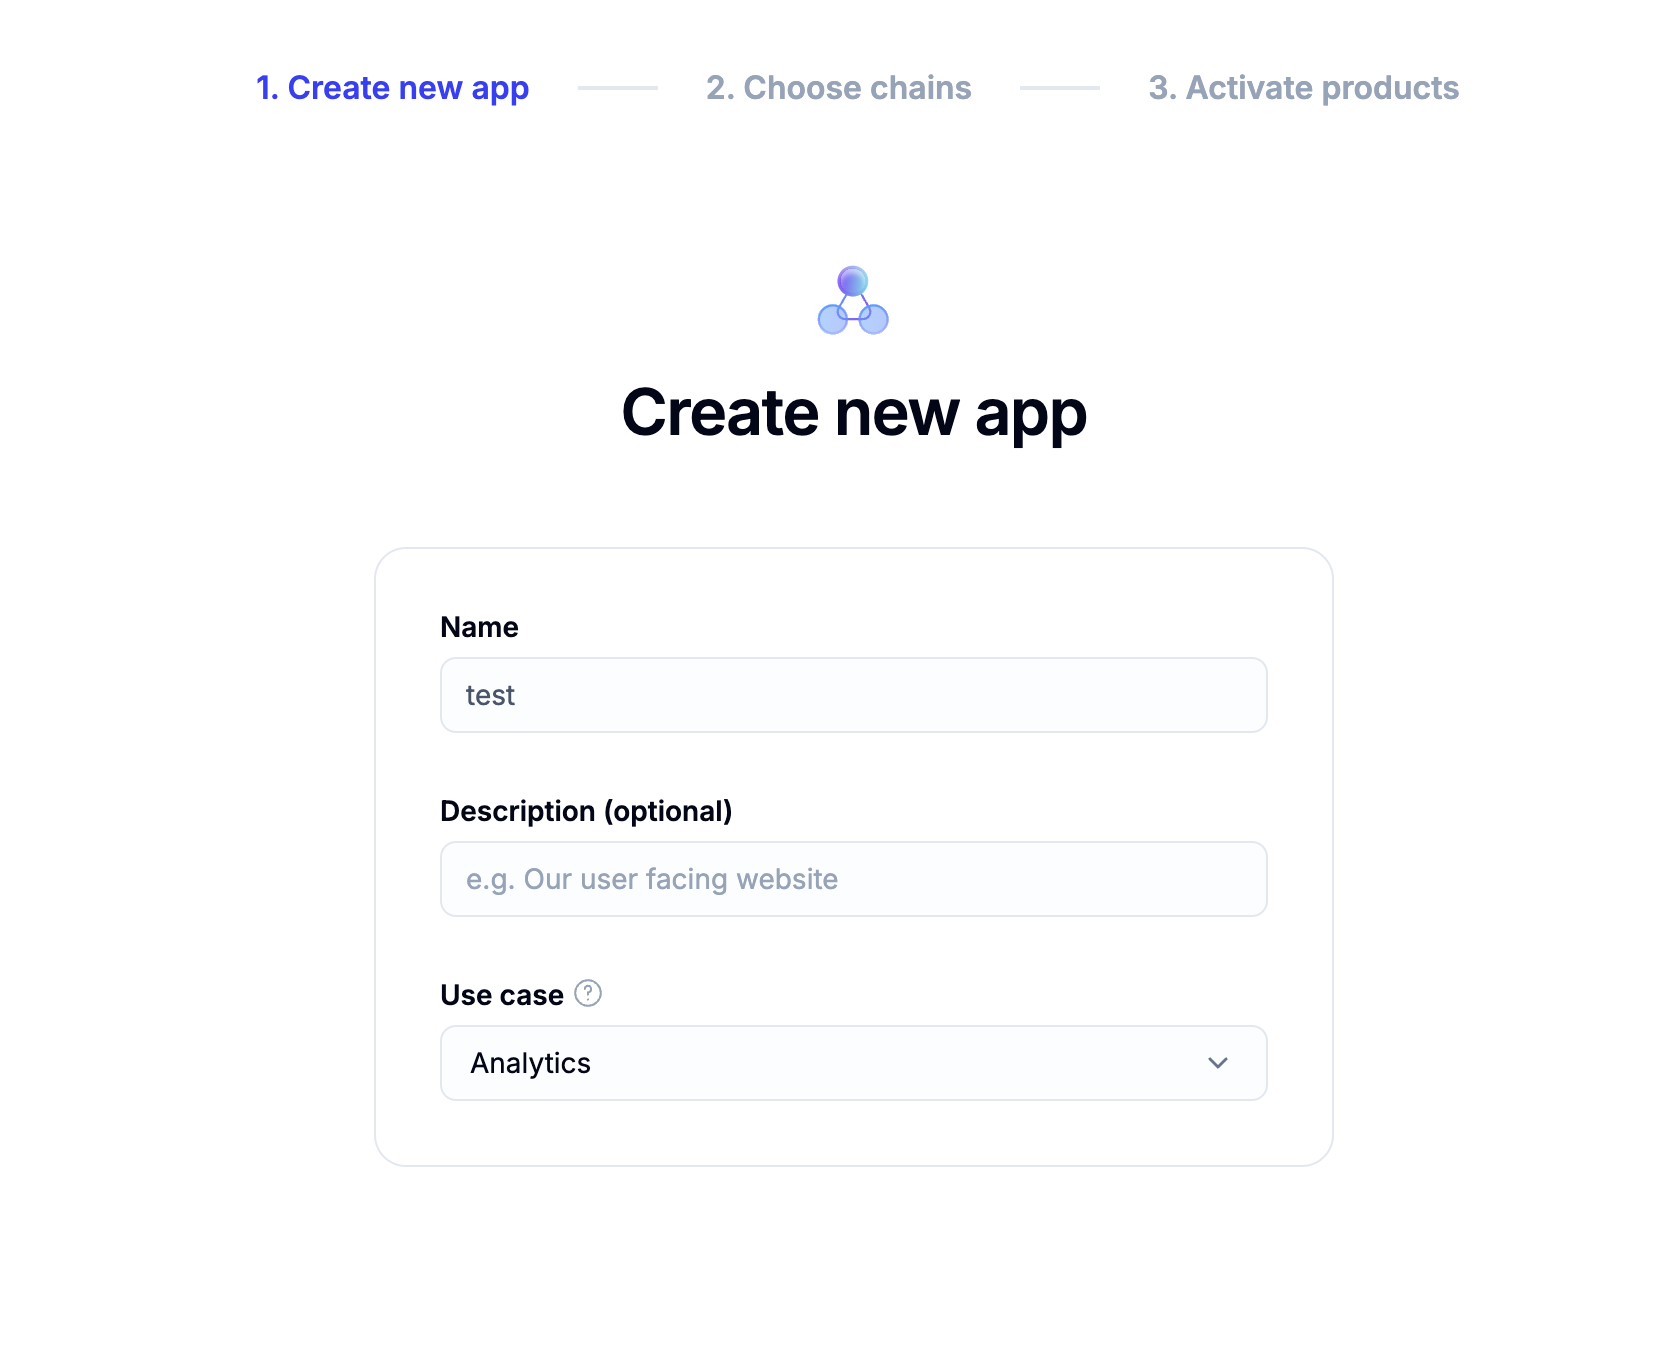 1. Create new app
2. Choose chains
3. Activate products
Create new app
Name
test
Description (optional)
e.g. Our user facing website
Use case ?
Analytics